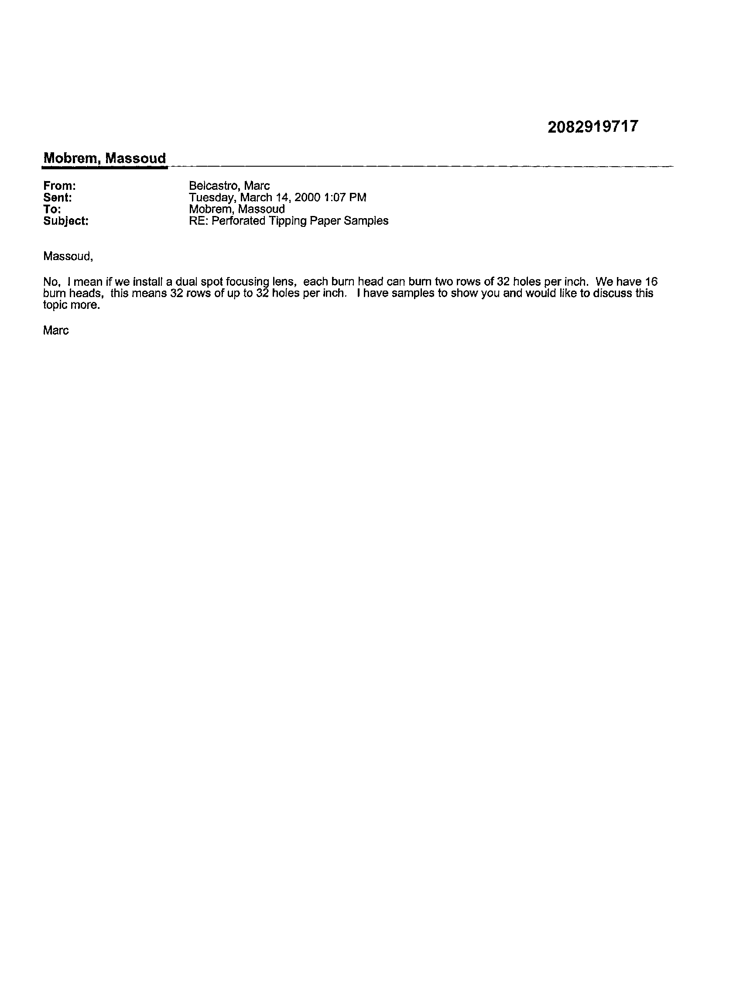 2082919717
Mobrem, Massoud
From: Belcastro, Marc
Sent: Tuesday, March 14, 2000 1:07 PM
To: Mobrem, Massoud
Subject: RE: Perforated Tipping Paper Samples
Massoud,
No, I mean if we install a dual spot focusing lens, each burn head can burn two rows of 32 holes per inch. We have 16
burn heads, this means 32 rows of up to 32 holes per inch. I have samples to show you and would like to discuss this
topic more.
Marc